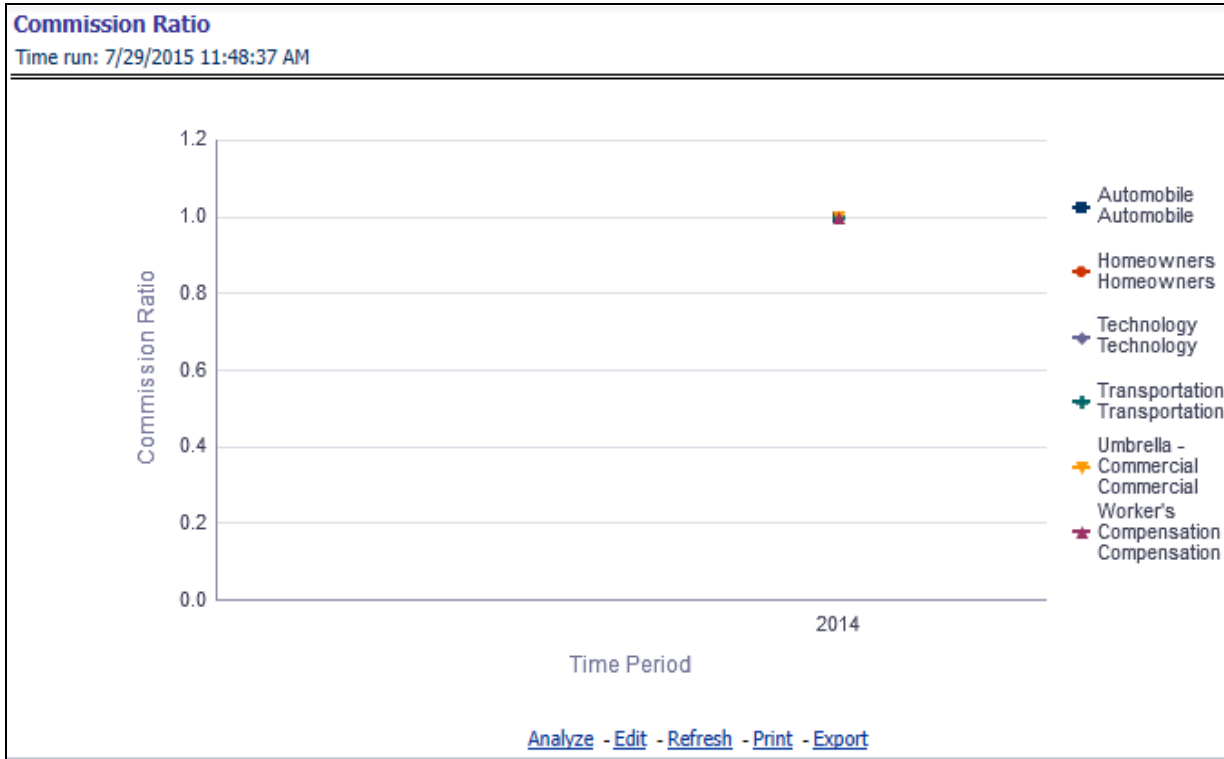 Commission Ratio
Time run: 7/29/2015 11:48:37 AM
1.2
1.0
0.8
0.6
0.4
0.2
0.0
Commission Ratio
2014
Time Period
Automobile
Automobile
Homeowners
Homeowners
Technology
Technology
Transportation
Transportation
Umbrella -
Commercial
Commercial
Worker's
Compensation
Compensation
Analyze - Edit - Refresh - Print - Export